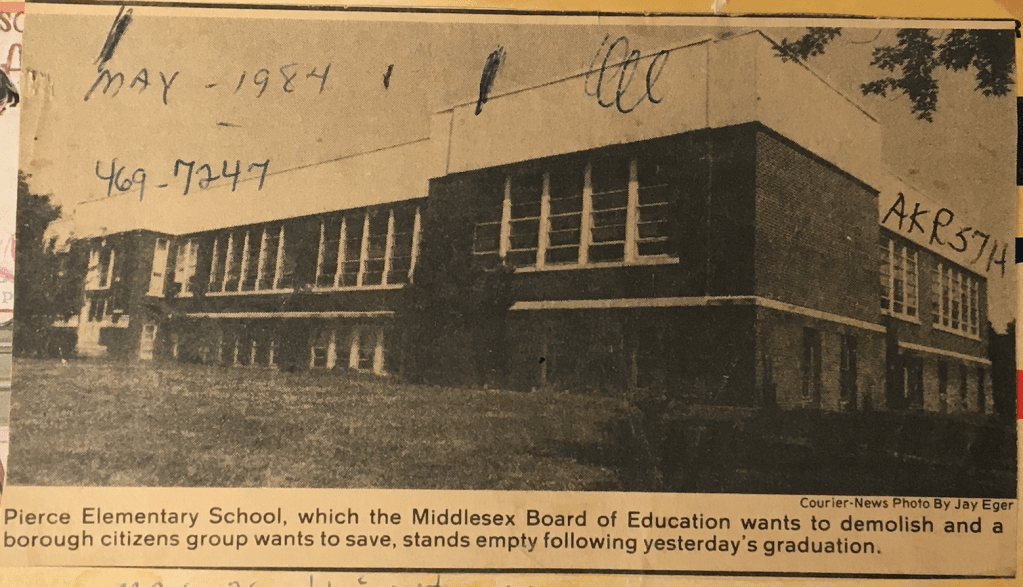 MAY - 1984
469-7247
AKR5714
Courier-News Photo By Jay Eger
Pierce Elementary School, which the Middlesex Board of Education wants to demolish and a
borough citizens group wants to save, stands empty following yesterday's graduation.